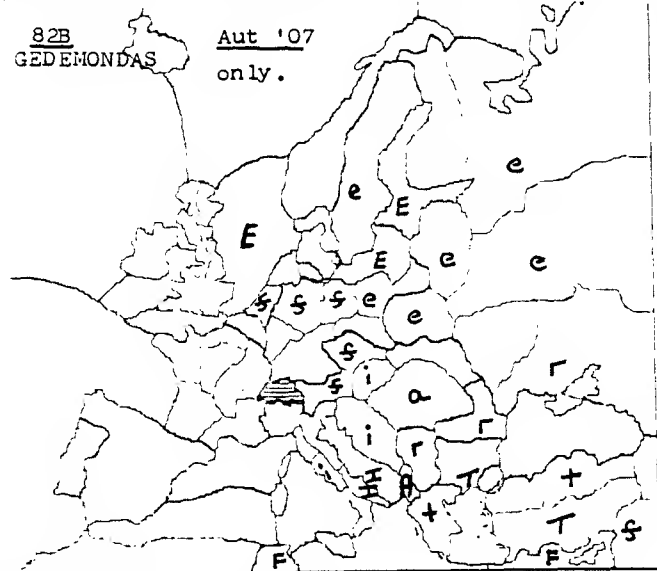 82B Aut '07
GEDEMONDAS only.
e
e E
E
E e e
f f f e
e
f
i r
f a
i r r
i I T t
I A t T f
F F